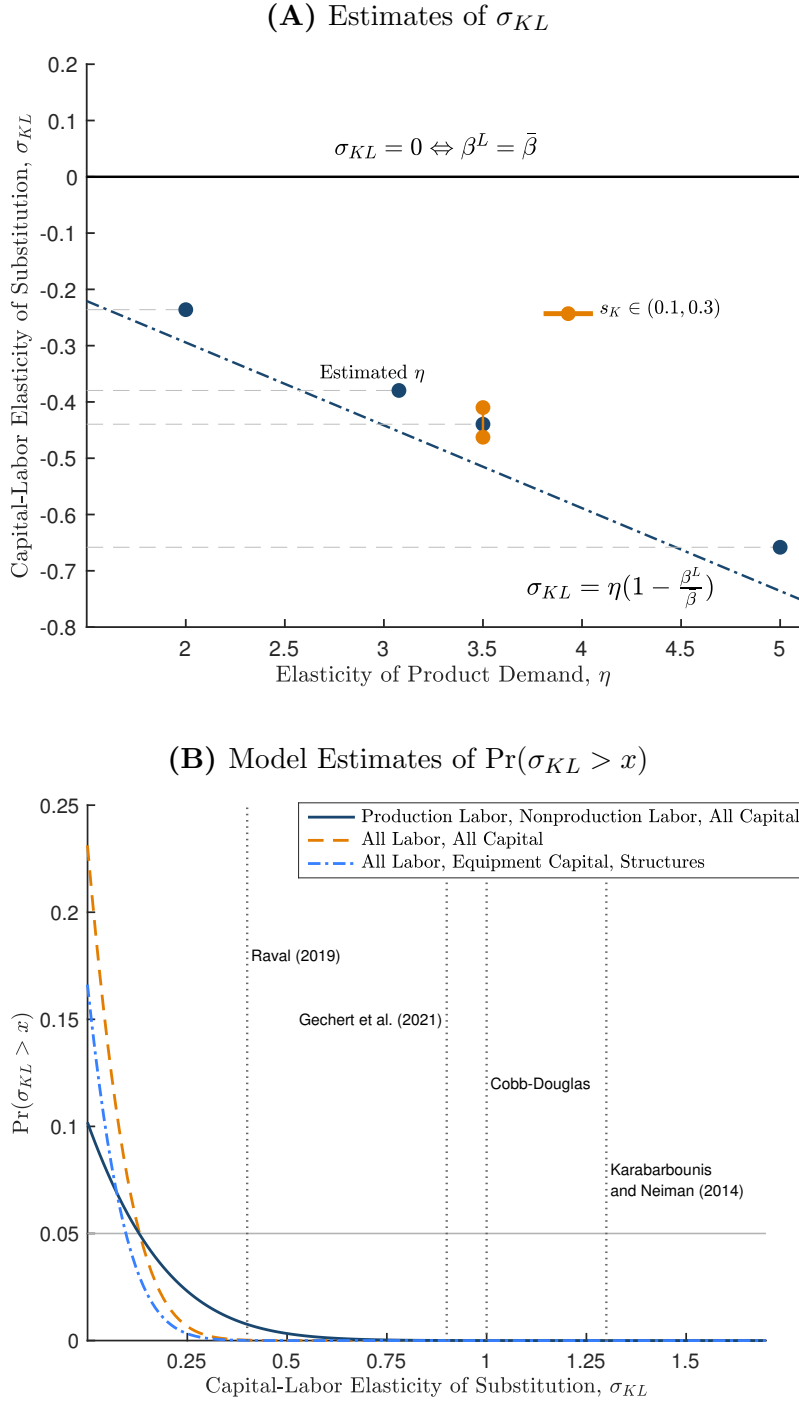 (A) Estimates of σ_KL
0.2
0.1
0
-0.1
-0.2
-0.3
-0.4
-0.5
-0.6
-0.7
-0.8
Capital-Labor Elasticity of Substitution, σ_KL
σ_KL = 0 ⇔ β^L = β̄
s_K ∈ (0.1, 0.3)
Estimated η
σ_KL = η(1 − β^L/β̄)
2 2.5 3 3.5 4 4.5 5
Elasticity of Product Demand, η
(B) Model Estimates of Pr(σ_KL > x)
0.25
0.2
0.15
0.1
0.05
0
Pr(σ_KL > x)
Production Labor, Nonproduction Labor, All Capital
All Labor, All Capital
All Labor, Equipment Capital, Structures
Raval (2019)
Gechert et al. (2021)
Cobb-Douglas
Karabarbounis
and Neiman (2014)
0.25 0.5 0.75 1 1.25 1.5
Capital-Labor Elasticity of Substitution, σ_KL